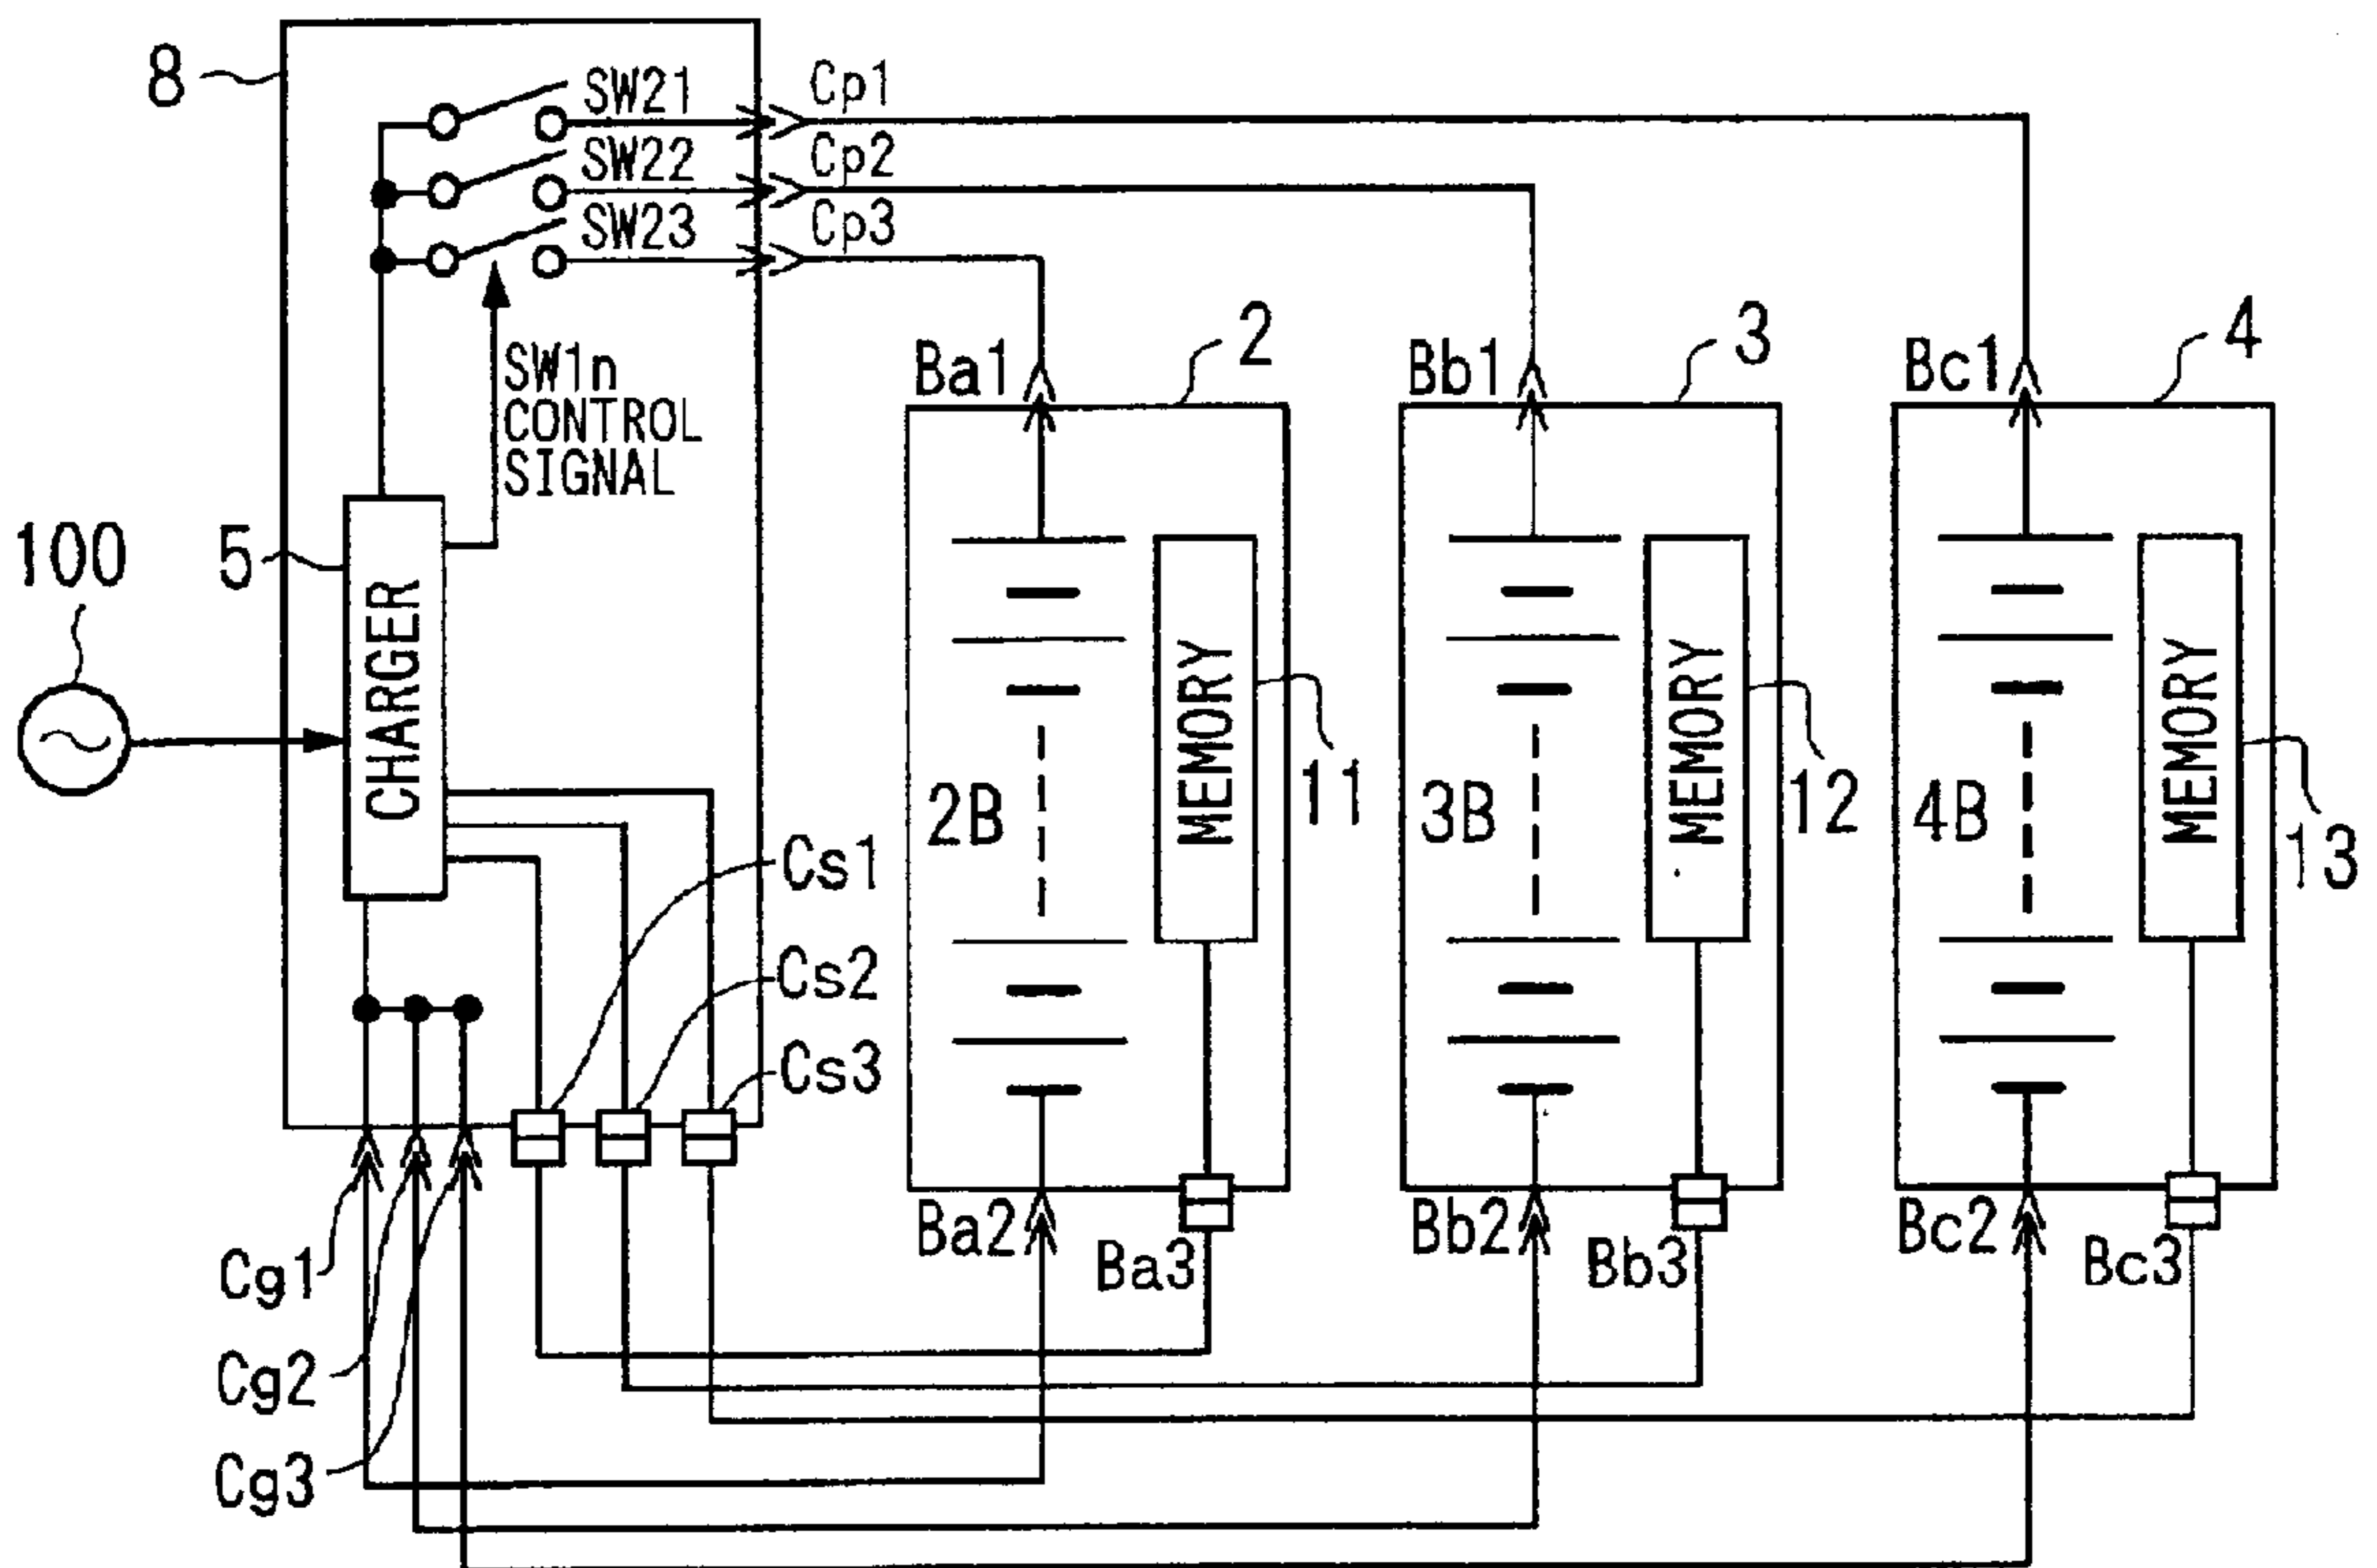 8
SW21
Cp1
SW22
Cp2
SW23
Cp3
SW1n
CONTROL
SIGNAL
Ba1
2
Bb1
3
Bc1
4
100
5
CHARGER
2B
MEMORY
11
3B
MEMORY
12
4B
MEMORY
13
Cs1
Cs2
Cs3
Cg1
Cg2
Cg3
Ba2
Ba3
Bb2
Bb3
Bc2
Bc3